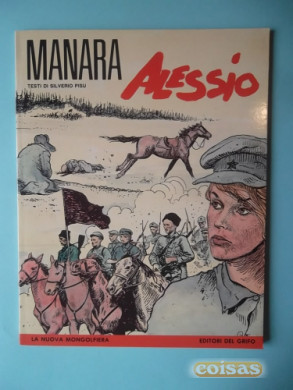 MANARA
TESTI DI SILVERIO PISU
ALESSIO
LA NUOVA MONGOLFIERA
EDITORI DEL GRIFO
coisas